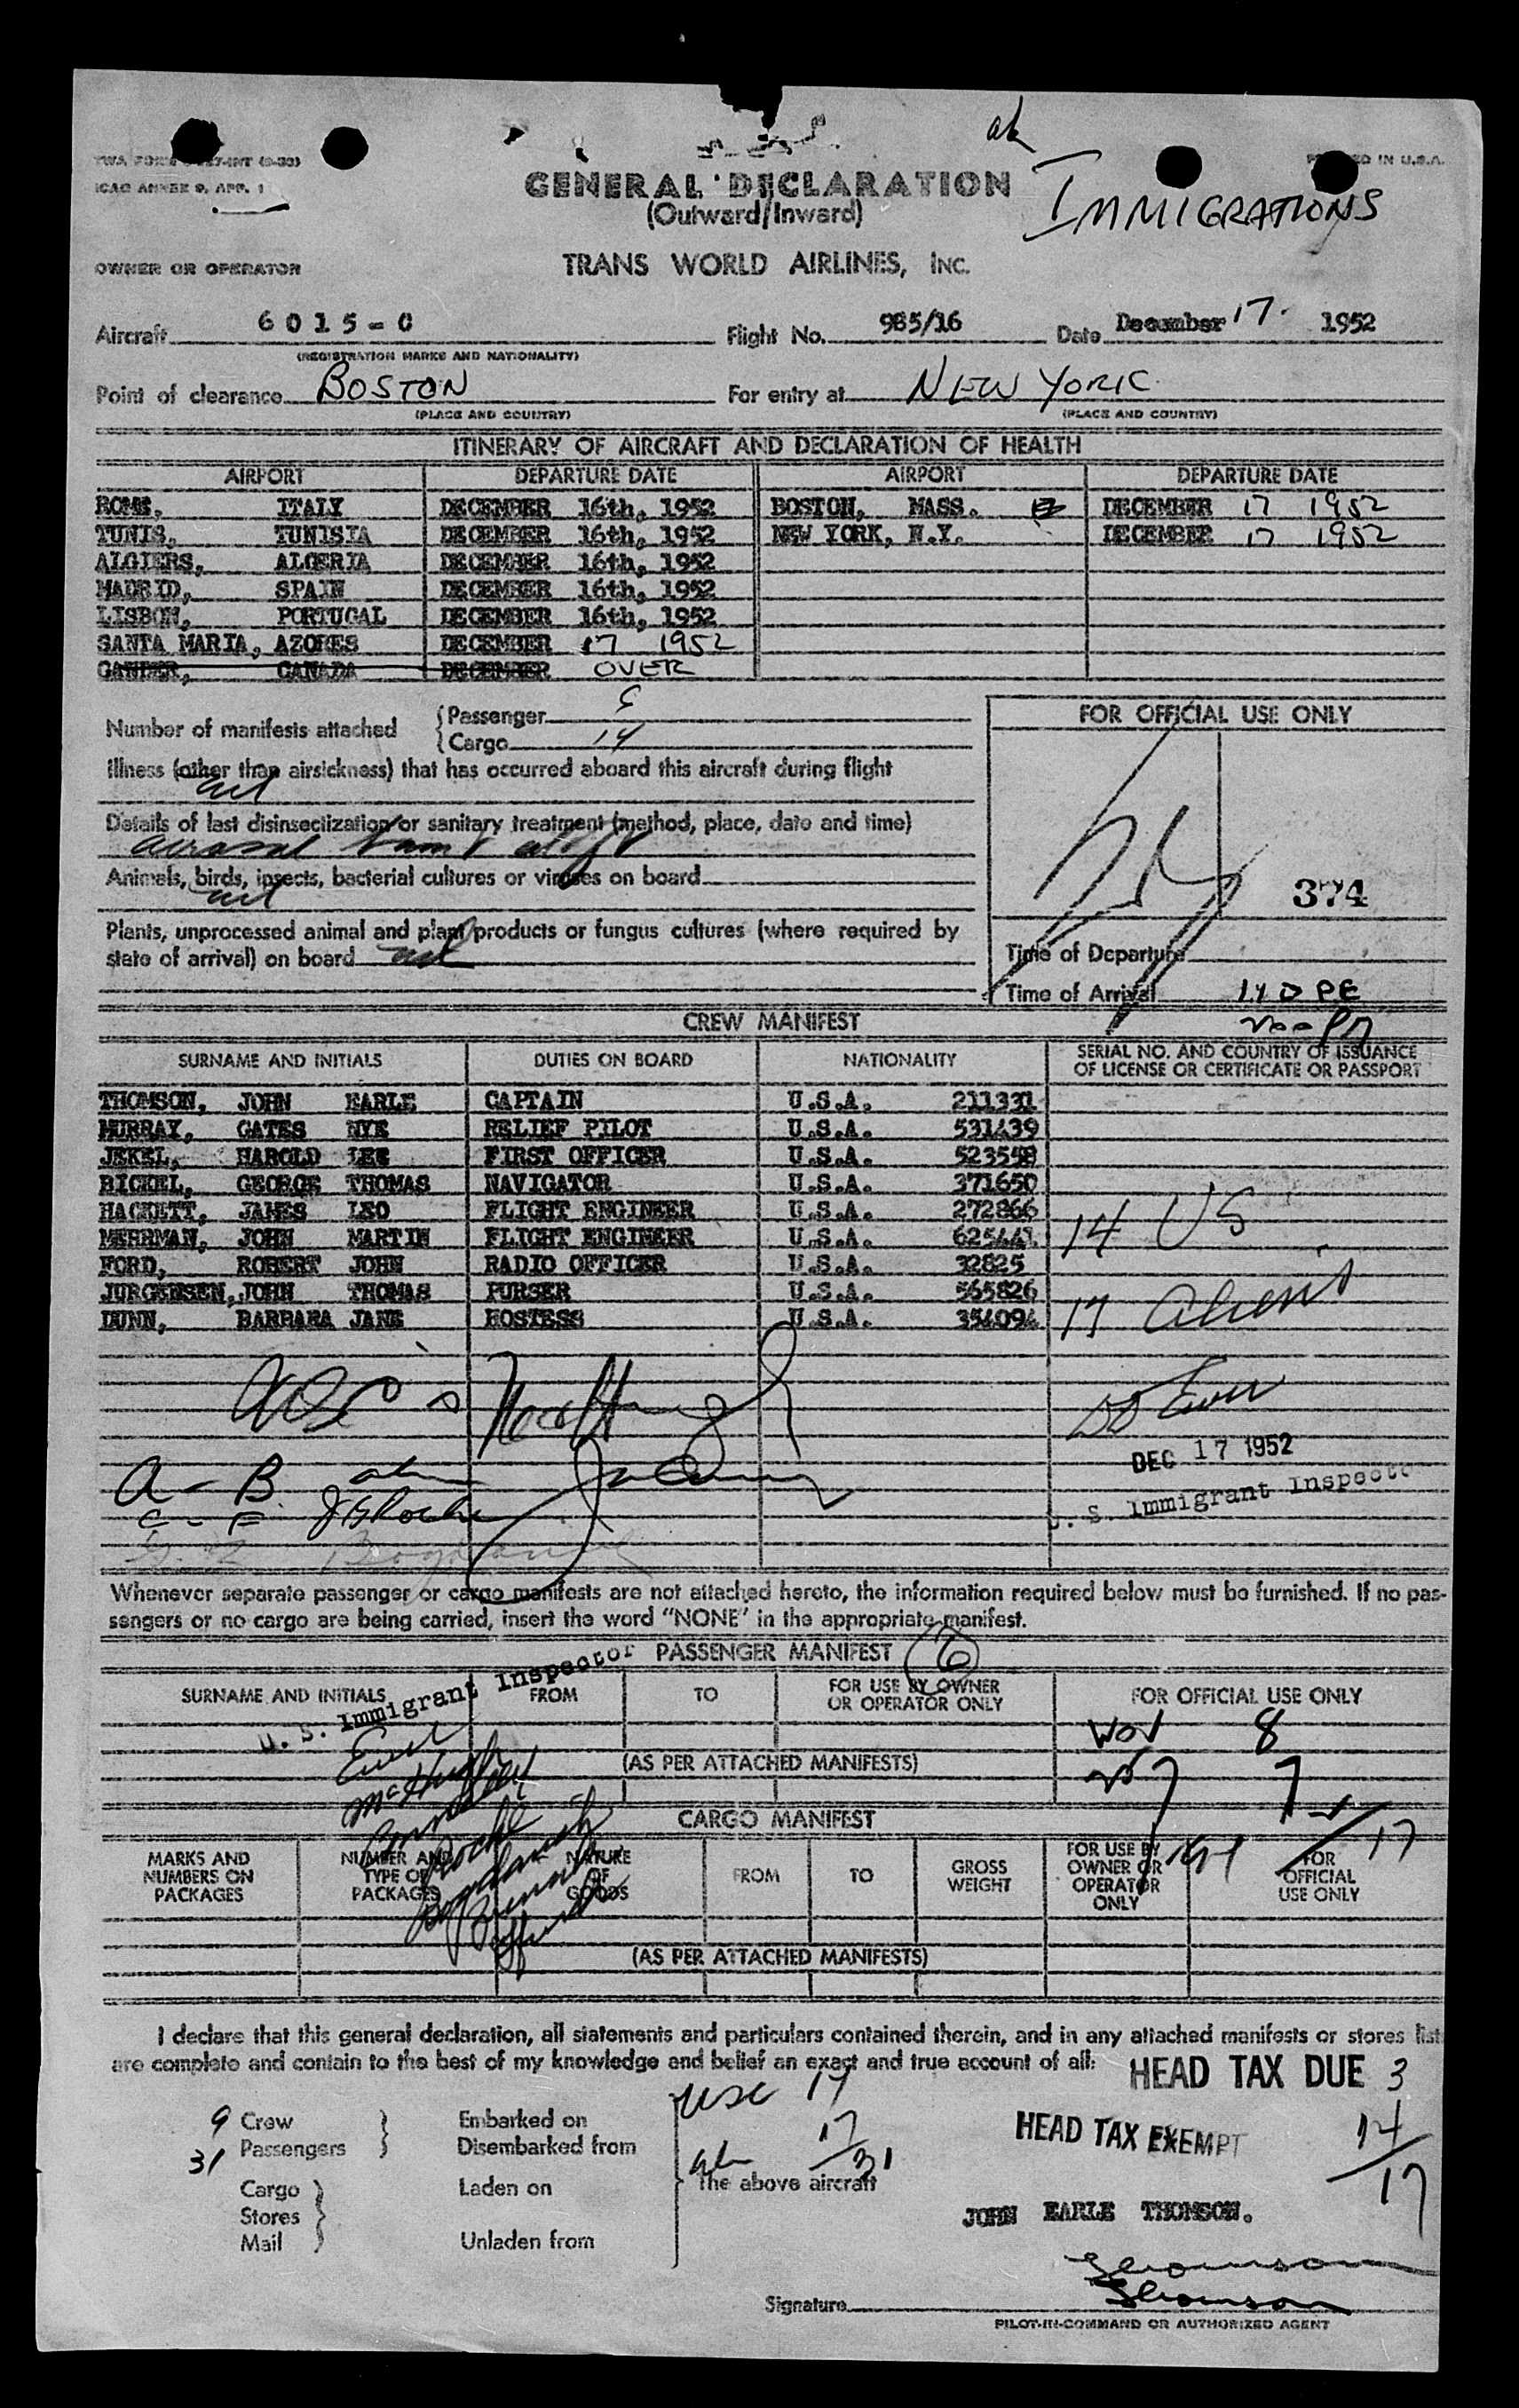 ICAO ANNEX 9, APP. 1
IN U.S.A.
GENERAL DECLARATION
(Outward/Inward)
IMMIGRATIONS
OWNER OR OPERATOR
TRANS WORLD AIRLINES, INC.
Aircraft 6015-C Flight No. 985/16 Date December 17. 1952
(REGISTRATION MARKS AND NATIONALITY)
Point of clearance BOSTON For entry at NEW YORK
(PLACE AND COUNTRY) (PLACE AND COUNTRY)
ITINERARY OF AIRCRAFT AND DECLARATION OF HEALTH
AIRPORT DEPARTURE DATE AIRPORT DEPARTURE DATE
ROME, ITALY DECEMBER 16th, 1952 BOSTON, MASS. DECEMBER 17 1952
TUNIS, TUNISIA DECEMBER 16th, 1952 NEW YORK, N.Y. DECEMBER 17 1952
ALGIERS, ALGERIA DECEMBER 16th, 1952
MADRID, SPAIN DECEMBER 16th, 1952
LISBON, PORTUGAL DECEMBER 16th, 1952
SANTA MARIA, AZORES DECEMBER 17 1952
GANDER, CANADA DECEMBER OVER
Number of manifests attached Passenger
Cargo 14
FOR OFFICIAL USE ONLY
Illness (other than airsickness) that has occurred aboard this aircraft during flight
nil
Details of last disinsectization or sanitary treatment (method, place, date and time)
Animals, birds, insects, bacterial cultures or viruses on board
nil
374
Plants, unprocessed animal and plant products or fungus cultures (where required by
state of arrival) on board nil
Time of Departure
Time of Arrival
CREW MANIFEST
SURNAME AND INITIALS DUTIES ON BOARD NATIONALITY SERIAL NO. AND COUNTRY OF ISSUANCE
OF LICENSE OR CERTIFICATE OR PASSPORT
THOMSON, JOHN EARLE CAPTAIN U.S.A. 211331
MURRAY, GATES NYE RELIEF PILOT U.S.A. 531439
JEKEL, HAROLD LEE FIRST OFFICER U.S.A. 523558
BICKEL, GEORGE THOMAS NAVIGATOR U.S.A. 371650
HACKETT, JAMES LEO FLIGHT ENGINEER U.S.A. 272866
MERRMAN, JOHN MARTIN FLIGHT ENGINEER U.S.A.
14 US
FORD, ROBERT JOHN RADIO OFFICER U.S.A. 32825
JURGENSEN, JOHN THOMAS PURSER U.S.A. 565826
DUNN, BARBARA JANE HOSTESS U.S.A. 354094
17 Aliens
DEC 17 1952
S. Immigrant Inspector
A - B
C - F JG Roche
Whenever separate passenger or cargo manifests are not attached hereto, the information required below must be furnished. If no pas-
sengers or no cargo are being carried, insert the word "NONE" in the appropriate manifest.
PASSENGER MANIFEST 6
U. S. Immigrant Inspector
SURNAME AND INITIALS FROM TO FOR USE BY OWNER
OR OPERATOR ONLY
FOR OFFICIAL USE ONLY
8
(AS PER ATTACHED MANIFESTS)
7
CARGO MANIFEST
17
MARKS AND
NUMBERS ON
PACKAGES
NUMBER AND
TYPE OF
PACKAGES
NATURE
OF
GOODS
FROM TO GROSS
WEIGHT
FOR USE BY
OWNER OR
OPERATOR
ONLY
FOR
OFFICIAL
USE ONLY
(AS PER ATTACHED MANIFESTS)
I declare that this general declaration, all statements and particulars contained therein, and in any attached manifests or stores list
are complete and contain to the best of my knowledge and belief an exact and true account of all:
HEAD TAX DUE 3
USC 14
9 Crew Embarked on 17
HEAD TAX EXEMPT 14
31 Passengers Disembarked from 31
17
Cargo Laden on The above aircraft
Stores
JOHN EARLE THOMSON.
Mail Unladen from
Thomson
Signature Thomson
PILOT-IN-COMMAND OR AUTHORIZED AGENT